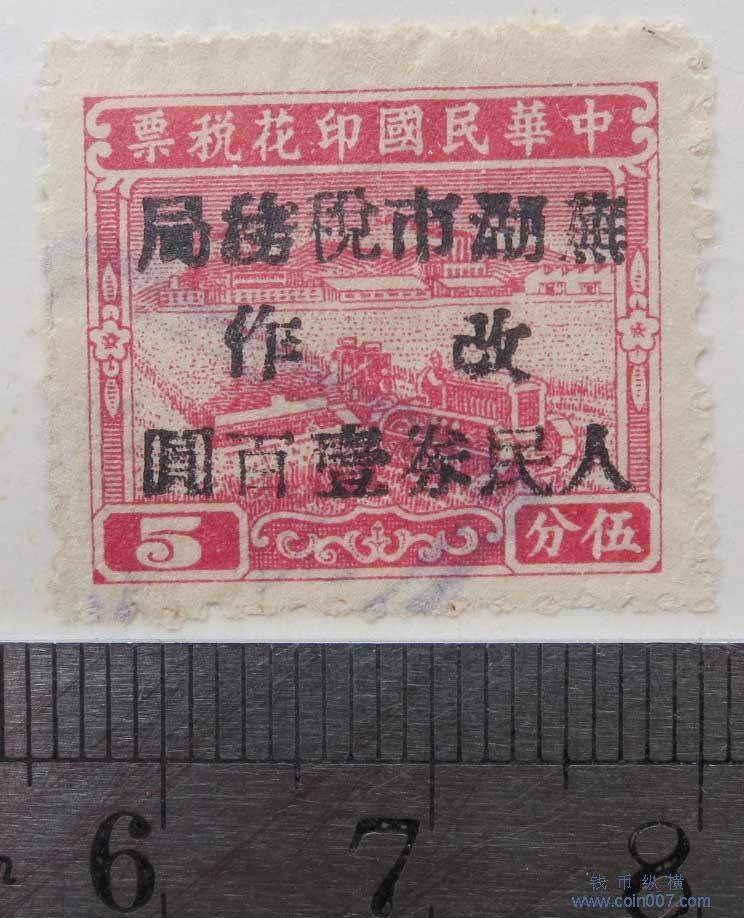 中華民國印花税票
蕪湖市稅務局
改作
人民券壹百圓
伍分
5
6 7 8
钱币纵横
www.coin007.com